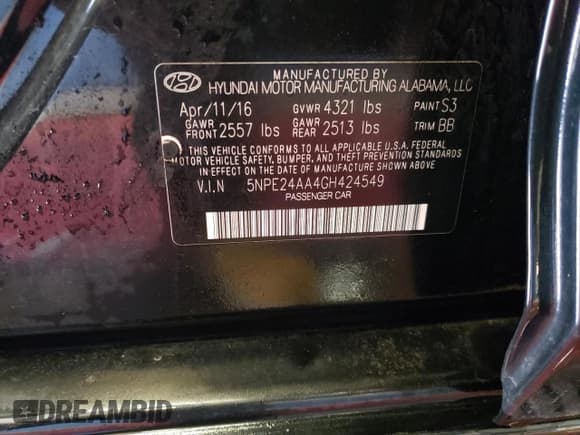 MANUFACTURED BY
HYUNDAI MOTOR MANUFACTURING ALABAMA, LLC
Apr/11/16 GVWR 4321 lbs PAINT S3
GAWR FRONT 2557 lbs GAWR REAR 2513 lbs TRIM BB
THIS VEHICLE CONFORMS TO ALL APPLICABLE U.S.A. FEDERAL
MOTOR VEHICLE SAFETY, BUMPER, AND THEFT PREVENTION STANDARDS
IN EFFECT ON THE DATE OF MANUFACTURE SHOWN ABOVE.
V.I.N 5NPE24AA4GH424549
PASSENGER CAR
DREAMBID